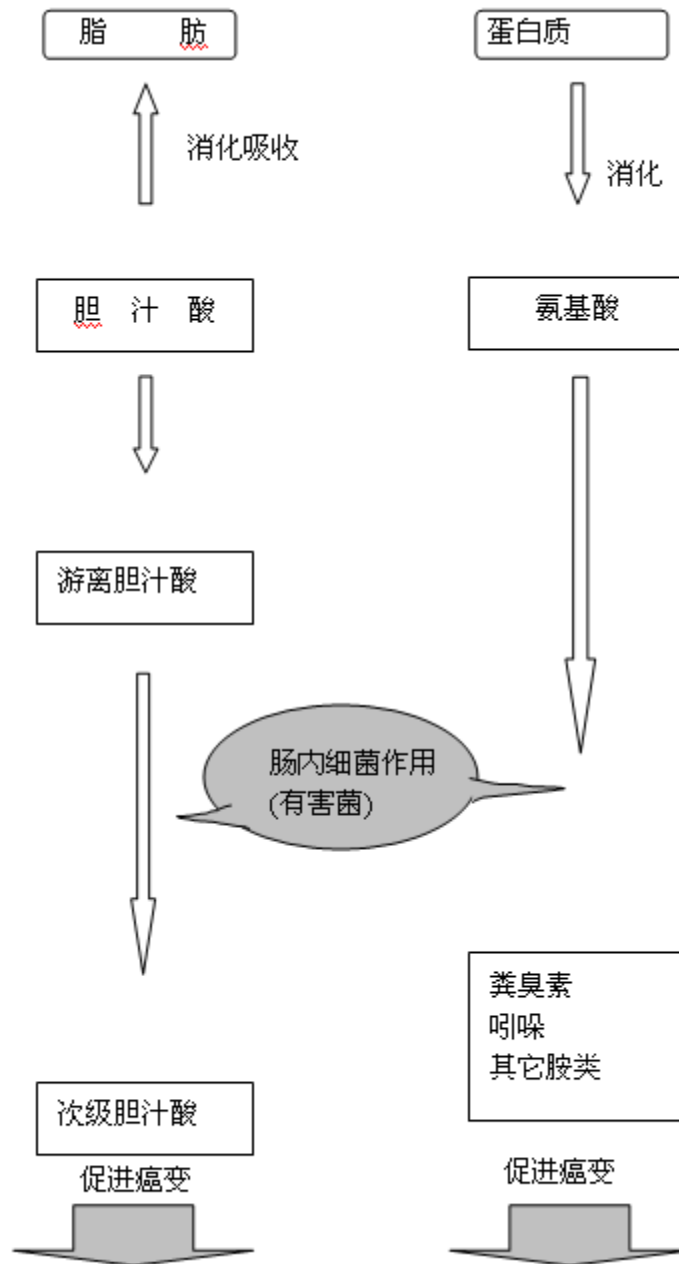 脂 肪
蛋白质
消化吸收
消化
胆 汁 酸
氨基酸
游离胆汁酸
肠内细菌作用
(有害菌)
粪臭素
吲哚
其它胺类
次级胆汁酸
促进癌变
促进癌变